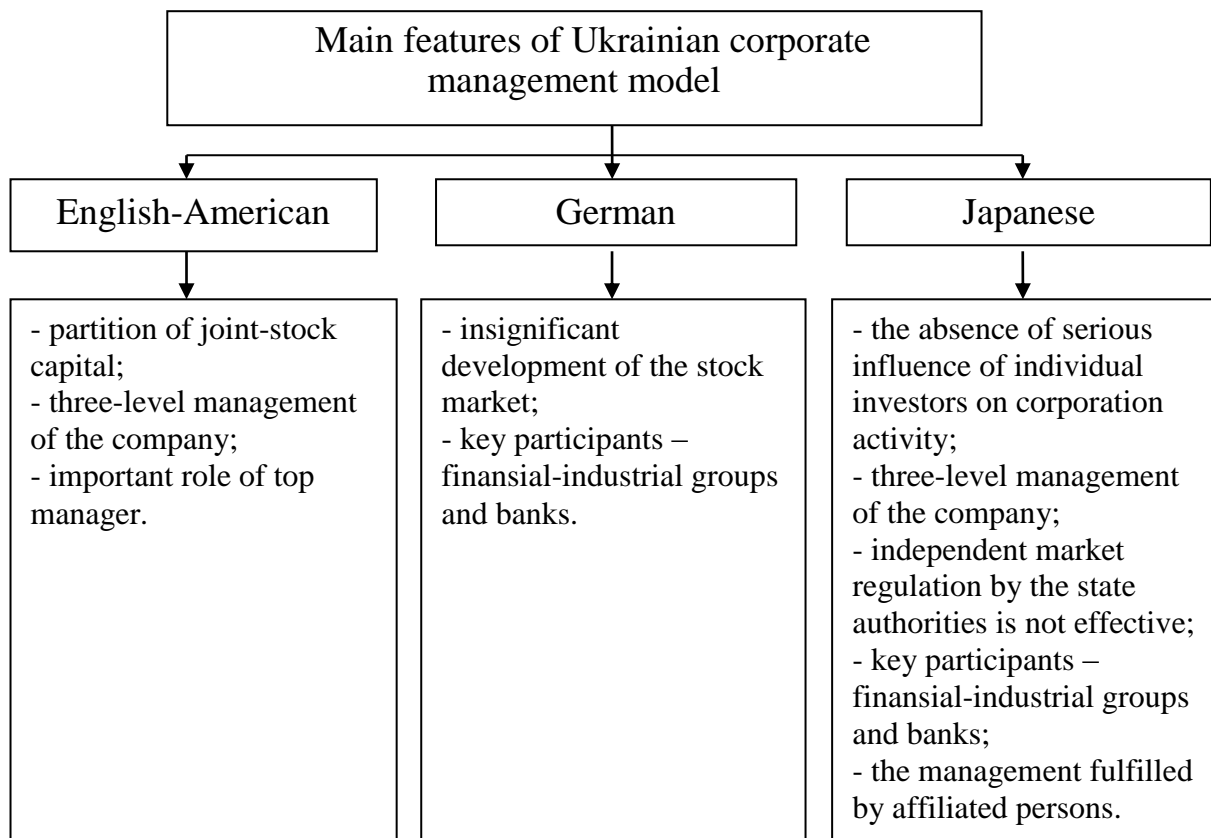 Main features of Ukrainian corporate
management model
English-American
German
Japanese
- partition of joint-stock
capital;
- three-level management
of the company;
- important role of top
manager.
- insignificant
development of the stock
market;
- key participants –
finansial-industrial groups
and banks.
- the absence of serious
influence of individual
investors on corporation
activity;
- three-level management
of the company;
- independent market
regulation by the state
authorities is not effective;
- key participants –
finansial-industrial groups
and banks;
- the management fulfilled
by affiliated persons.